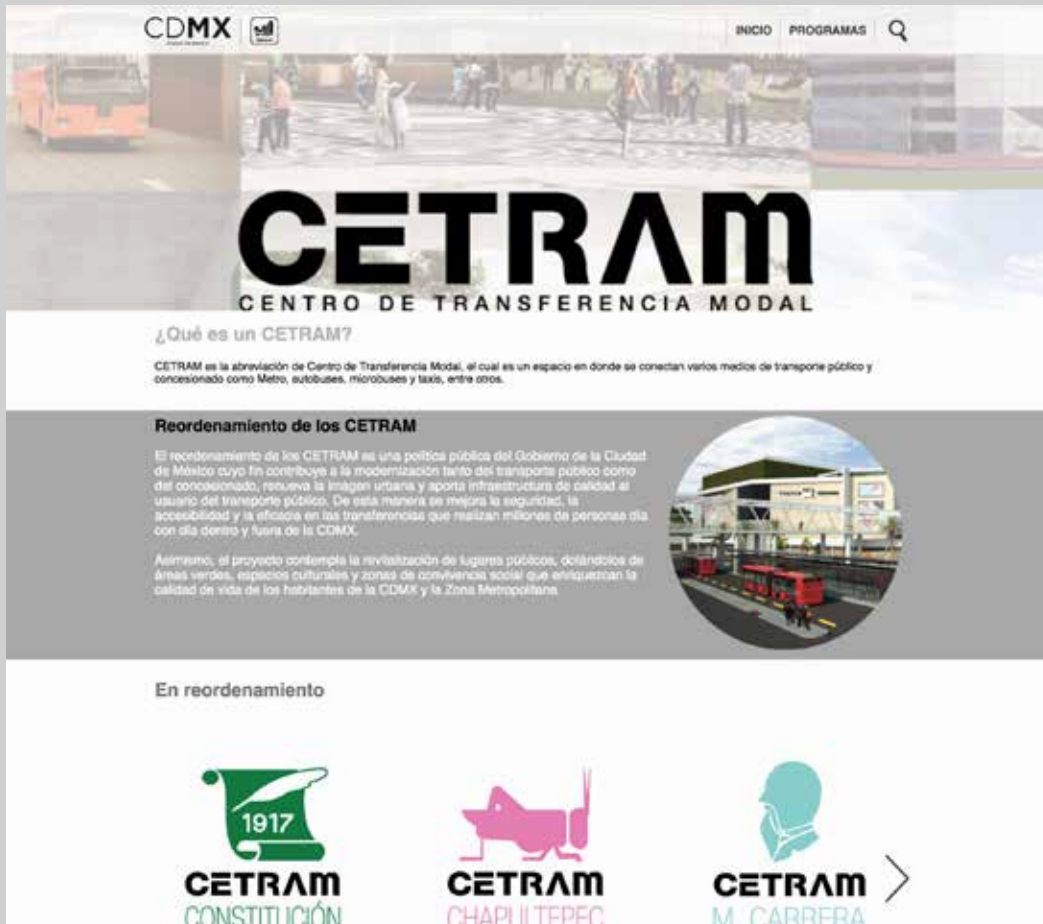 CDMX
INICIO
PROGRAMAS
CETRAM
CENTRO DE TRANSFERENCIA MODAL
¿Qué es un CETRAM?
CETRAM es la abreviación de Centro de Transferencia Modal, el cual es un espacio en donde se conectan varios medios de transporte público y
concesionado como Metro, autobuses, microbuses y taxis, entre otros.
Reordenamiento de los CETRAM
El reordenamiento de los CETRAM es una política pública del Gobierno de la Ciudad
de México cuyo fin contribuye a la modernización tanto del transporte público como
del concesionado, renueva la imagen urbana y aporta infraestructura de calidad al
usuario del transporte público. De esta manera se mejora la seguridad, la
accesibilidad y la eficacia en las transferencias que realizan millones de personas día
con día dentro y fuera de la CDMX.
Asimismo, el proyecto contempla la revitalización de lugares públicos, dotándolos de
áreas verdes, espacios culturales y zonas de convivencia social que enriquezcan la
calidad de vida de los habitantes de la CDMX y la Zona Metropolitana
En reordenamiento
1917
CETRAM
CONSTITUCIÓN
CETRAM
CHAPULTEPEC
CETRAM
M. CARRERA